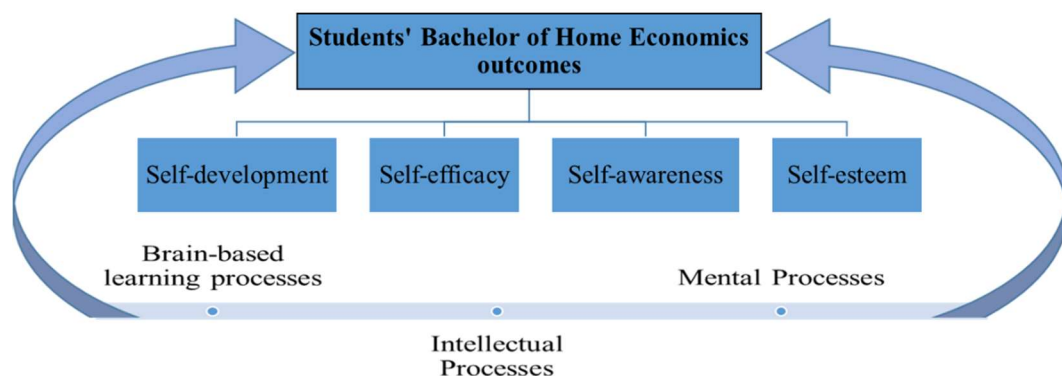 Students' Bachelor of Home Economics
outcomes
Self-development
Self-efficacy
Self-awareness
Self-esteem
Brain-based
learning processes
Mental Processes
Intellectual
Processes